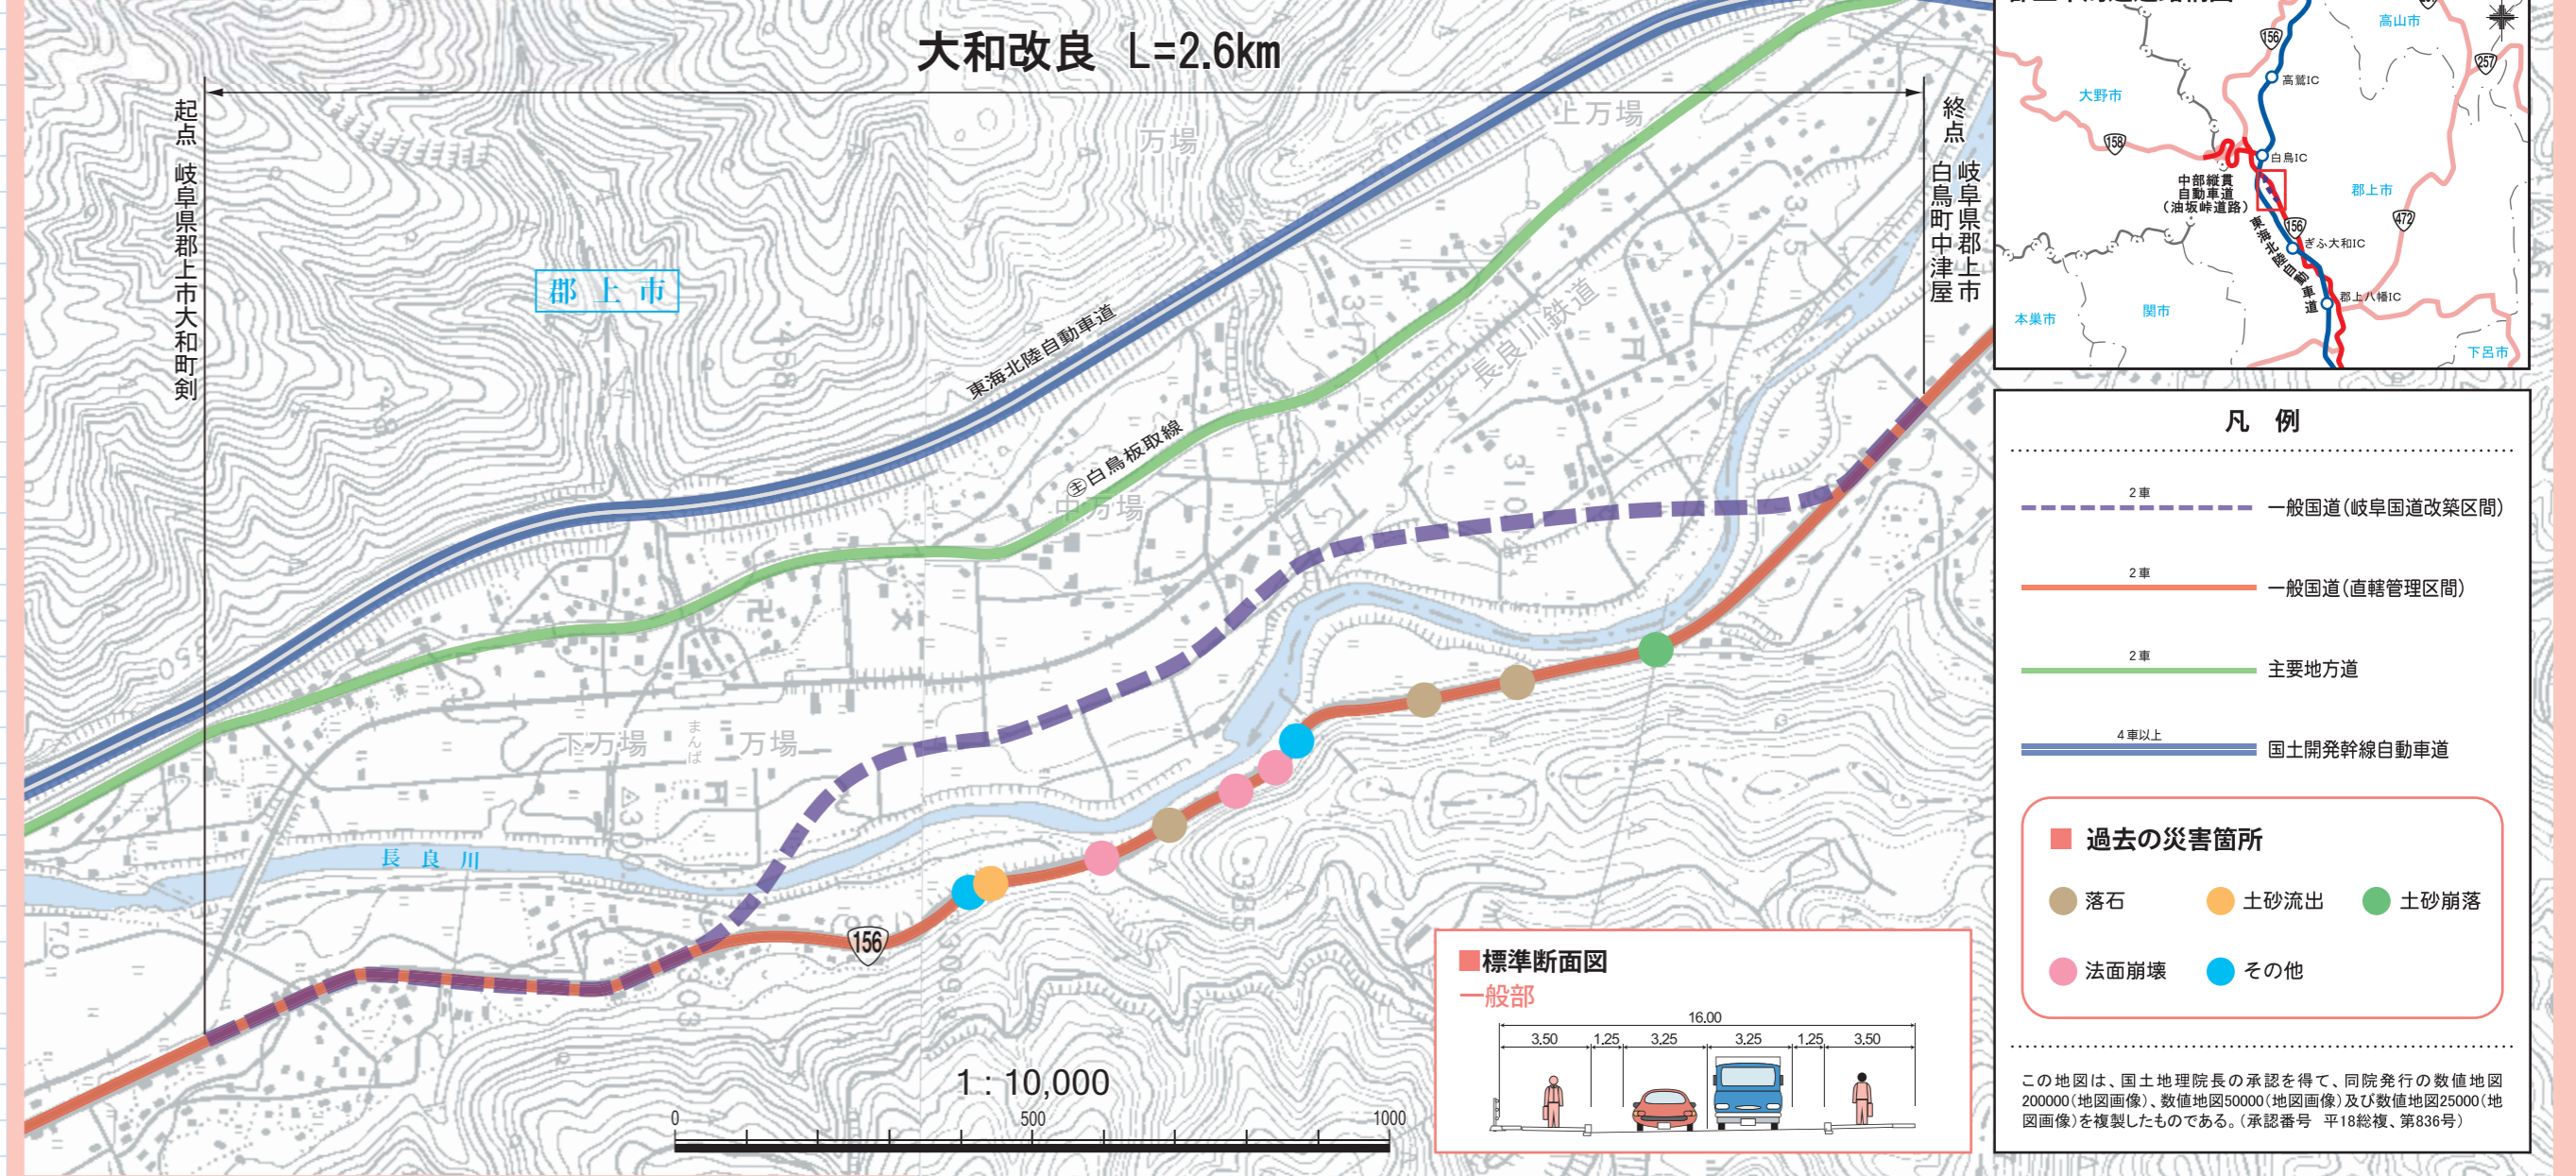 大和改良 L=2.6km
起点 岐阜県郡上市大和町剣
終点 岐阜県郡上市
白鳥町中津屋
郡上市
万場
上万場
東海北陸自動車道
主白鳥板取線
長良川鉄道
中万場
下万場
まんば
万場
長良川
156
1 : 10,000
0 500 1000
標準断面図
一般部
16.00
3.50 1.25 3.25 3.25 1.25 3.50
高山市
156
257
高鷲IC
大野市
158
白鳥IC
中部縦貫
自動車道
(油坂峠道路)
郡上市
472
156
ぎふ大和IC
東海北陸自動車道
郡上八幡IC
本巣市
関市
下呂市
凡例
2車
一般国道(岐阜国道改築区間)
2車
一般国道(直轄管理区間)
2車
主要地方道
4車以上
国土開発幹線自動車道
過去の災害箇所
落石 土砂流出 土砂崩落
法面崩壊 その他
この地図は、国土地理院長の承認を得て、同院発行の数値地図
200000(地図画像)、数値地図50000(地図画像)及び数値地図25000(地
図画像)を複製したものである。(承認番号 平18総複、第836号)